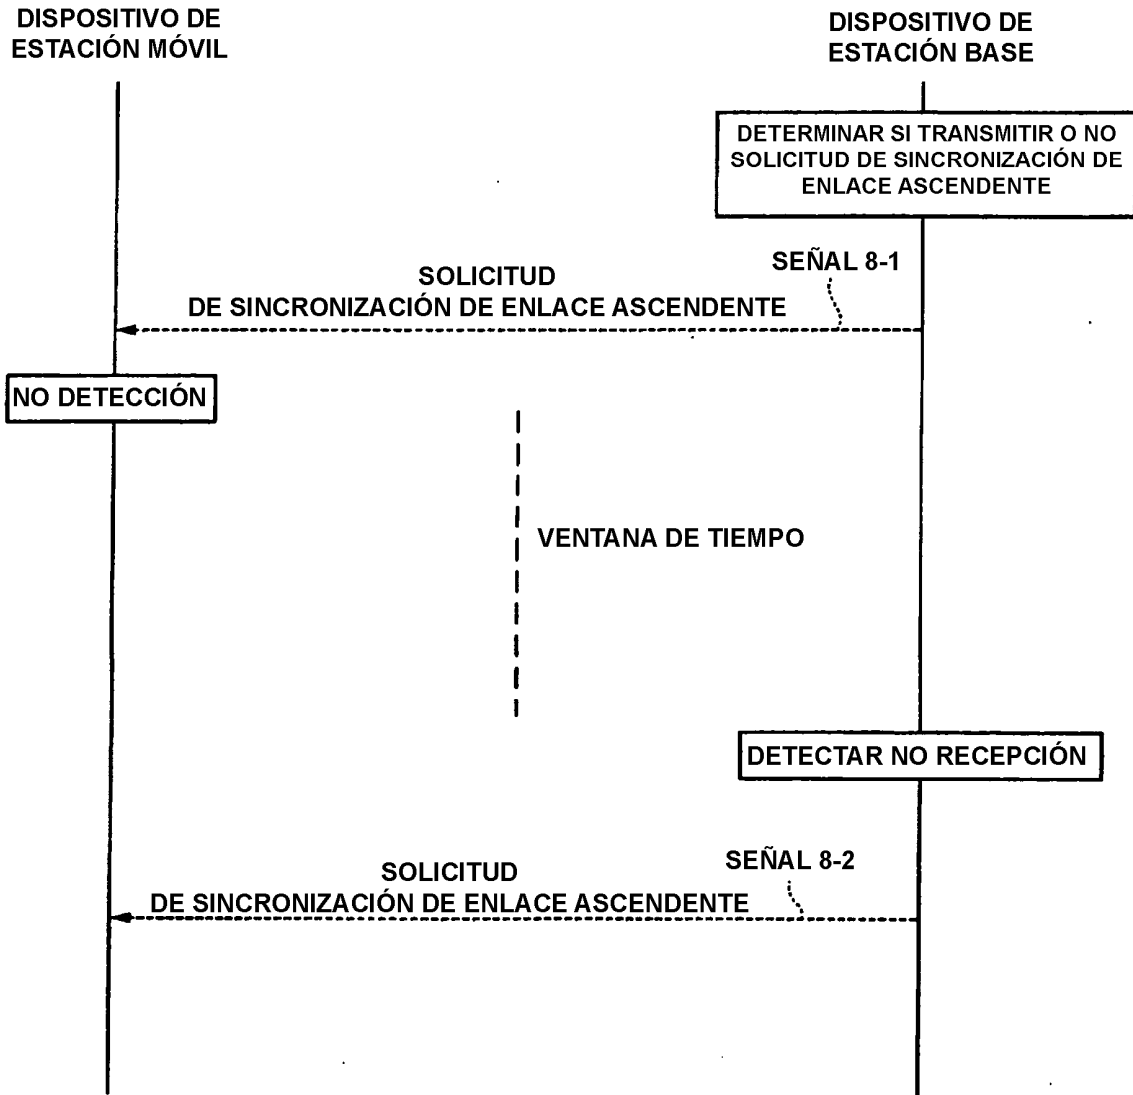 DISPOSITIVO DE
ESTACIÓN MÓVIL
DISPOSITIVO DE
ESTACIÓN BASE
DETERMINAR SI TRANSMITIR O NO
SOLICITUD DE SINCRONIZACIÓN DE
ENLACE ASCENDENTE
SEÑAL 8-1
SOLICITUD
DE SINCRONIZACIÓN DE ENLACE ASCENDENTE
NO DETECCIÓN
VENTANA DE TIEMPO
DETECTAR NO RECEPCIÓN
SEÑAL 8-2
SOLICITUD
DE SINCRONIZACIÓN DE ENLACE ASCENDENTE